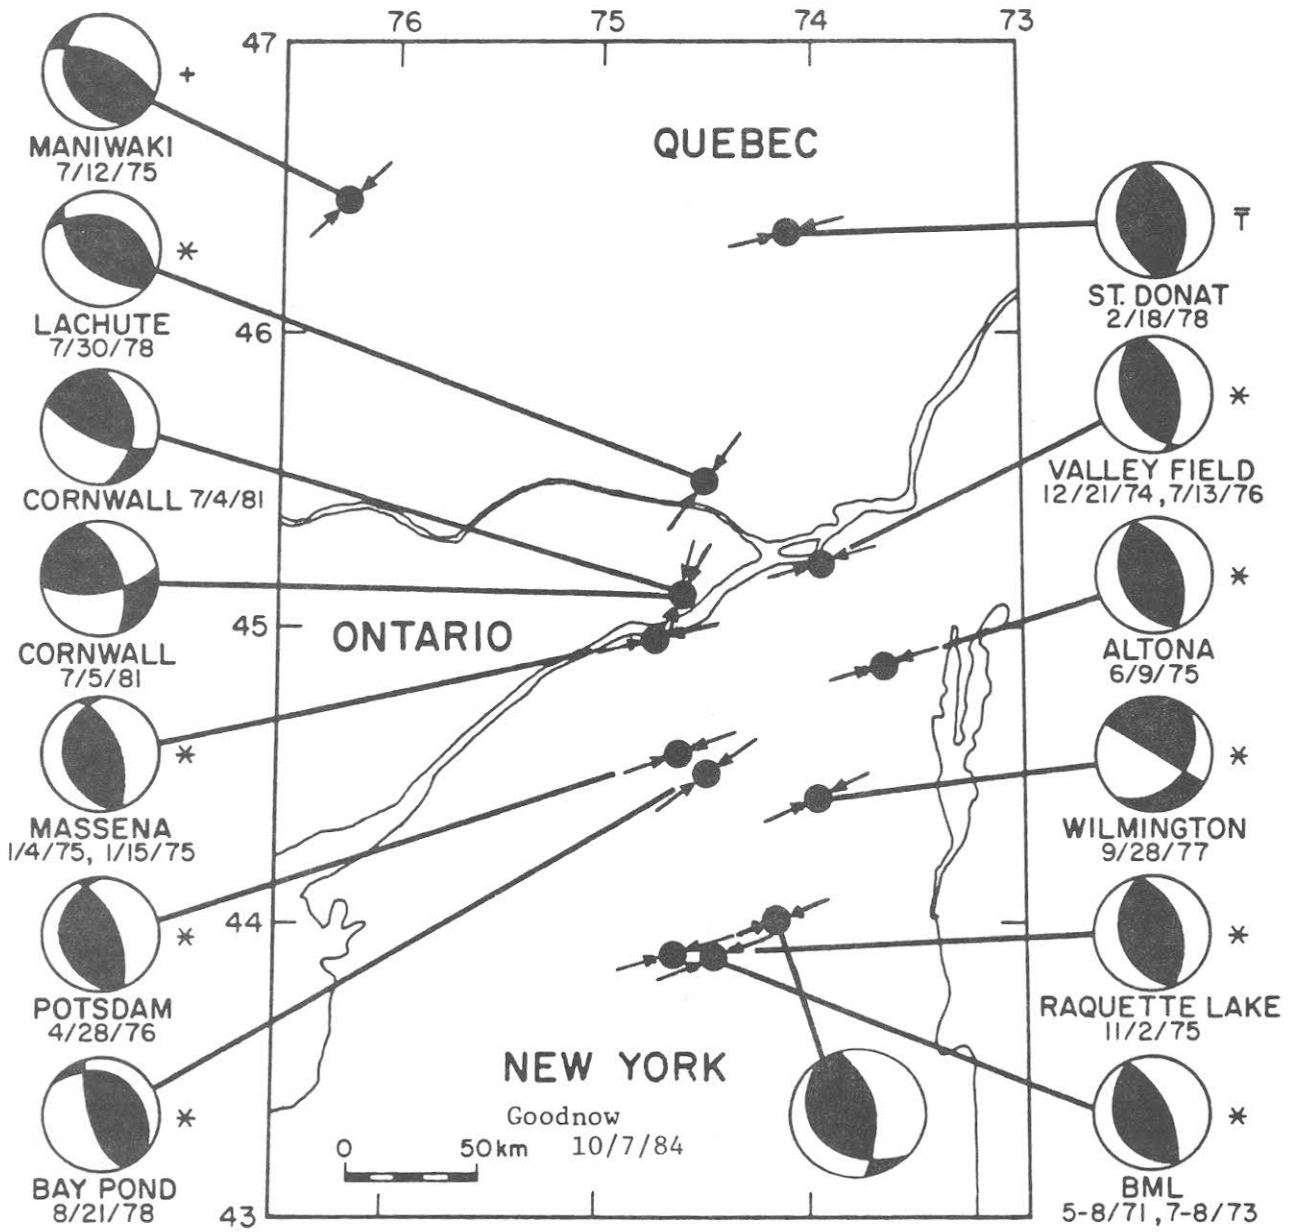 76 75 74 73
47
+
MANIWAKI
7/12/75
*
LACHUTE
7/30/78
CORNWALL 7/4/81
CORNWALL
7/5/81
*
MASSENA
1/4/75, 1/15/75
*
POTSDAM
4/28/76
*
BAY POND
8/21/78
QUEBEC
46
45
ONTARIO
44
NEW YORK
Goodnow
10/7/84
0 50 km
43
T̿
ST. DONAT
2/18/78
*
VALLEY FIELD
12/21/74, 7/13/76
*
ALTONA
6/9/75
*
WILMINGTON
9/28/77
*
RAQUETTE LAKE
11/2/75
*
BML
5-8/71, 7-8/73